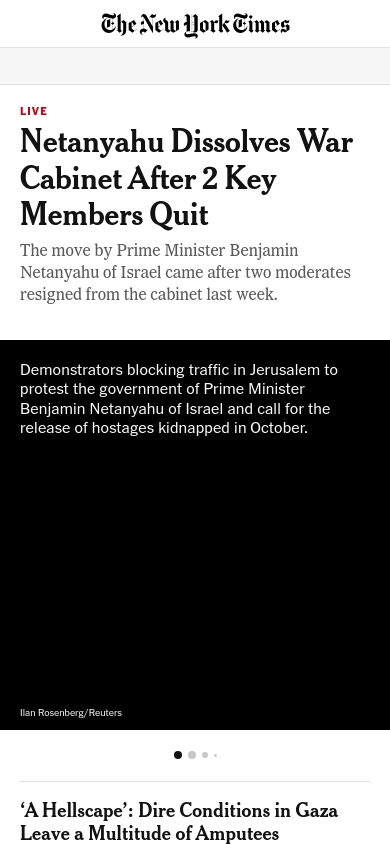 The New York Times
LIVE
Netanyahu Dissolves War
Cabinet After 2 Key
Members Quit
The move by Prime Minister Benjamin
Netanyahu of Israel came after two moderates
resigned from the cabinet last week.
Demonstrators blocking traffic in Jerusalem to
protest the government of Prime Minister
Benjamin Netanyahu of Israel and call for the
release of hostages kidnapped in October.
Ilan Rosenberg/Reuters
‘A Hellscape’: Dire Conditions in Gaza
Leave a Multitude of Amputees